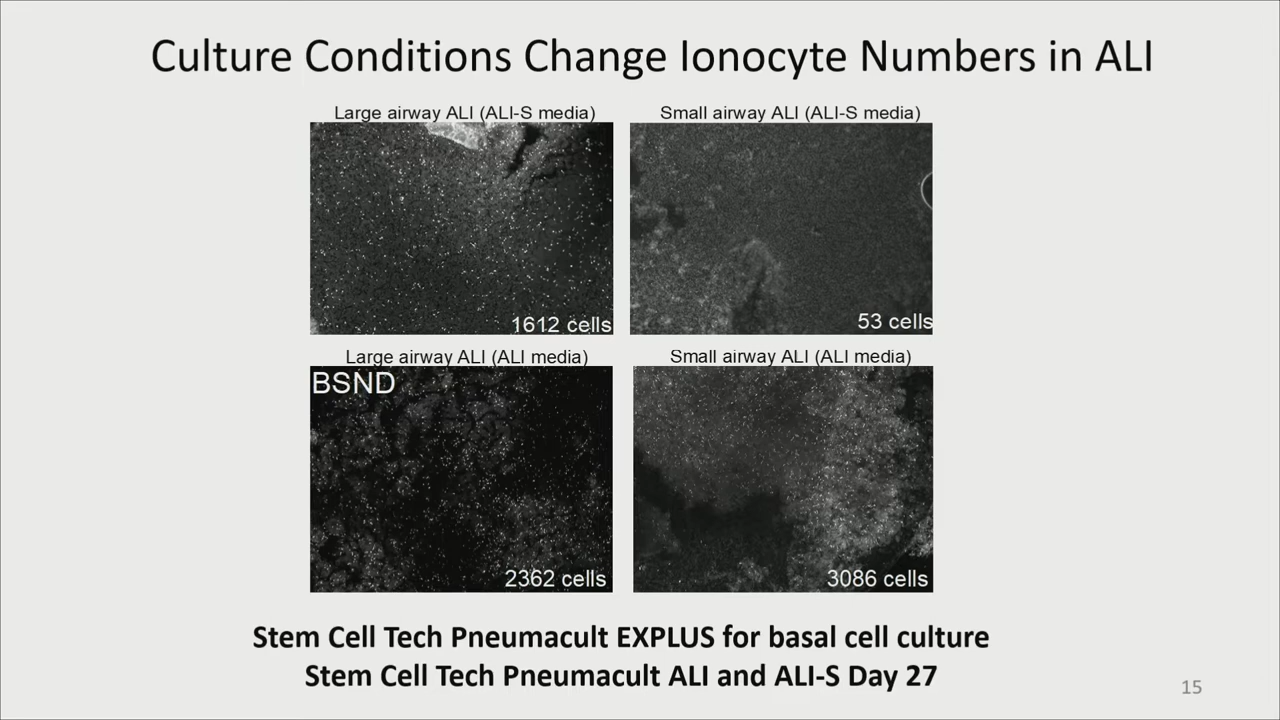 Culture Conditions Change Ionocyte Numbers in ALI
Large airway ALI (ALI-S media)
Small airway ALI (ALI-S media)
1612 cells
53 cells
Large airway ALI (ALI media)
Small airway ALI (ALI media)
BSND
2362 cells
3086 cells
Stem Cell Tech Pneumacult EXPLUS for basal cell culture
Stem Cell Tech Pneumacult ALI and ALI-S Day 27
15